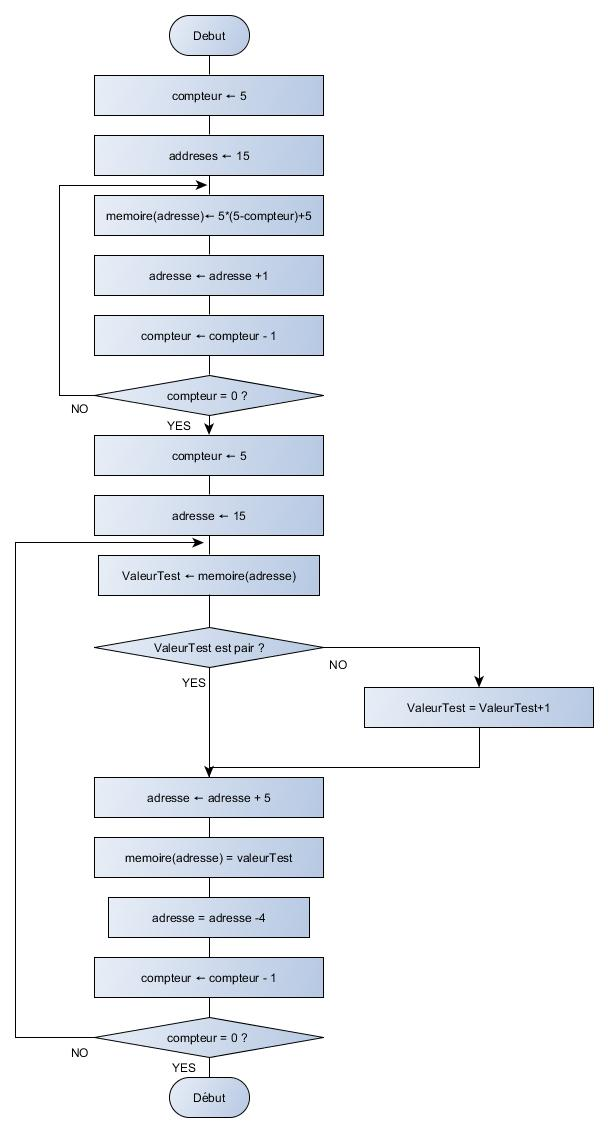 Debut
compteur ← 5
addreses ← 15
memoire(adresse)← 5*(5-compteur)+5
adresse ← adresse +1
compteur ← compteur - 1
compteur = 0 ?
NO
YES
compteur ← 5
adresse ← 15
ValeurTest ← memoire(adresse)
ValeurTest est pair ?
NO
YES
ValeurTest = ValeurTest+1
adresse ← adresse + 5
memoire(adresse) = valeurTest
adresse = adresse -4
compteur ← compteur - 1
compteur = 0 ?
NO
YES
Début